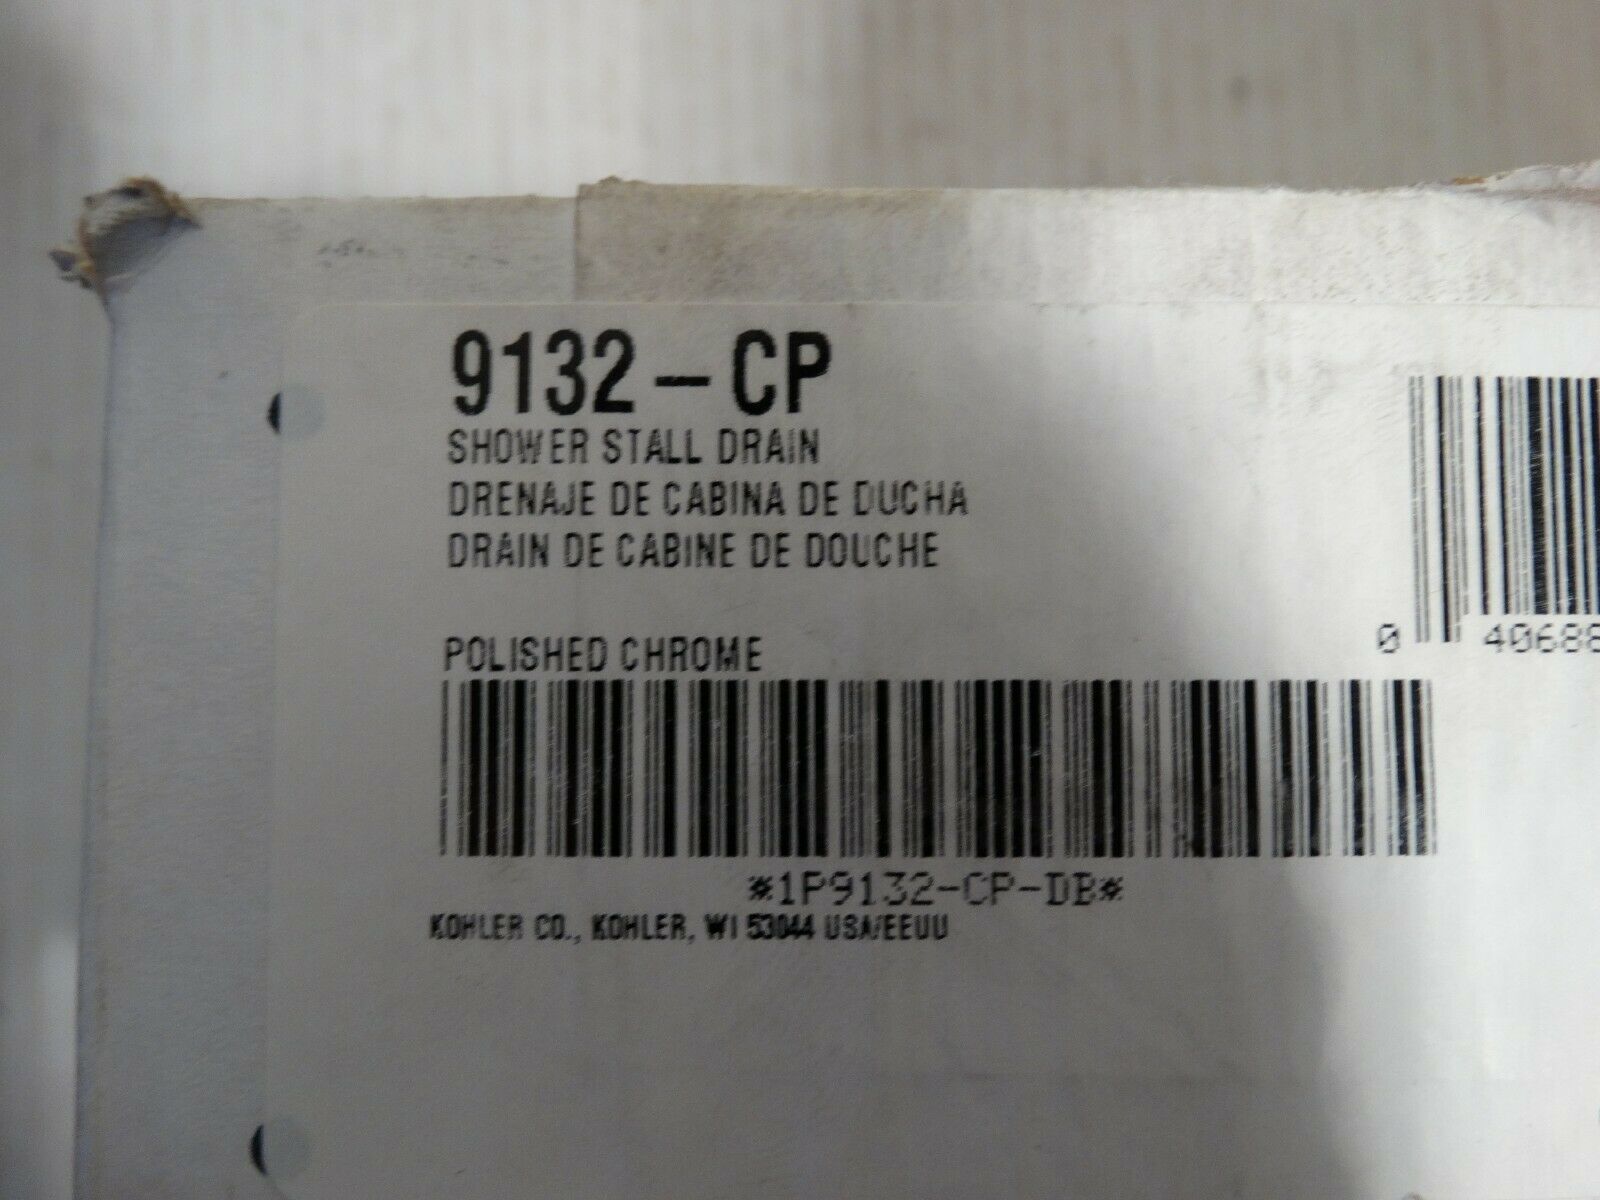 9132-CP
SHOWER STALL DRAIN
DRENAJE DE CABINA DE DUCHA
DRAIN DE CABINE DE DOUCHE
POLISHED CHROME
0 40688
*1P9132-CP-DB*
KOHLER CO., KOHLER, WI 53044 USA/EEUU